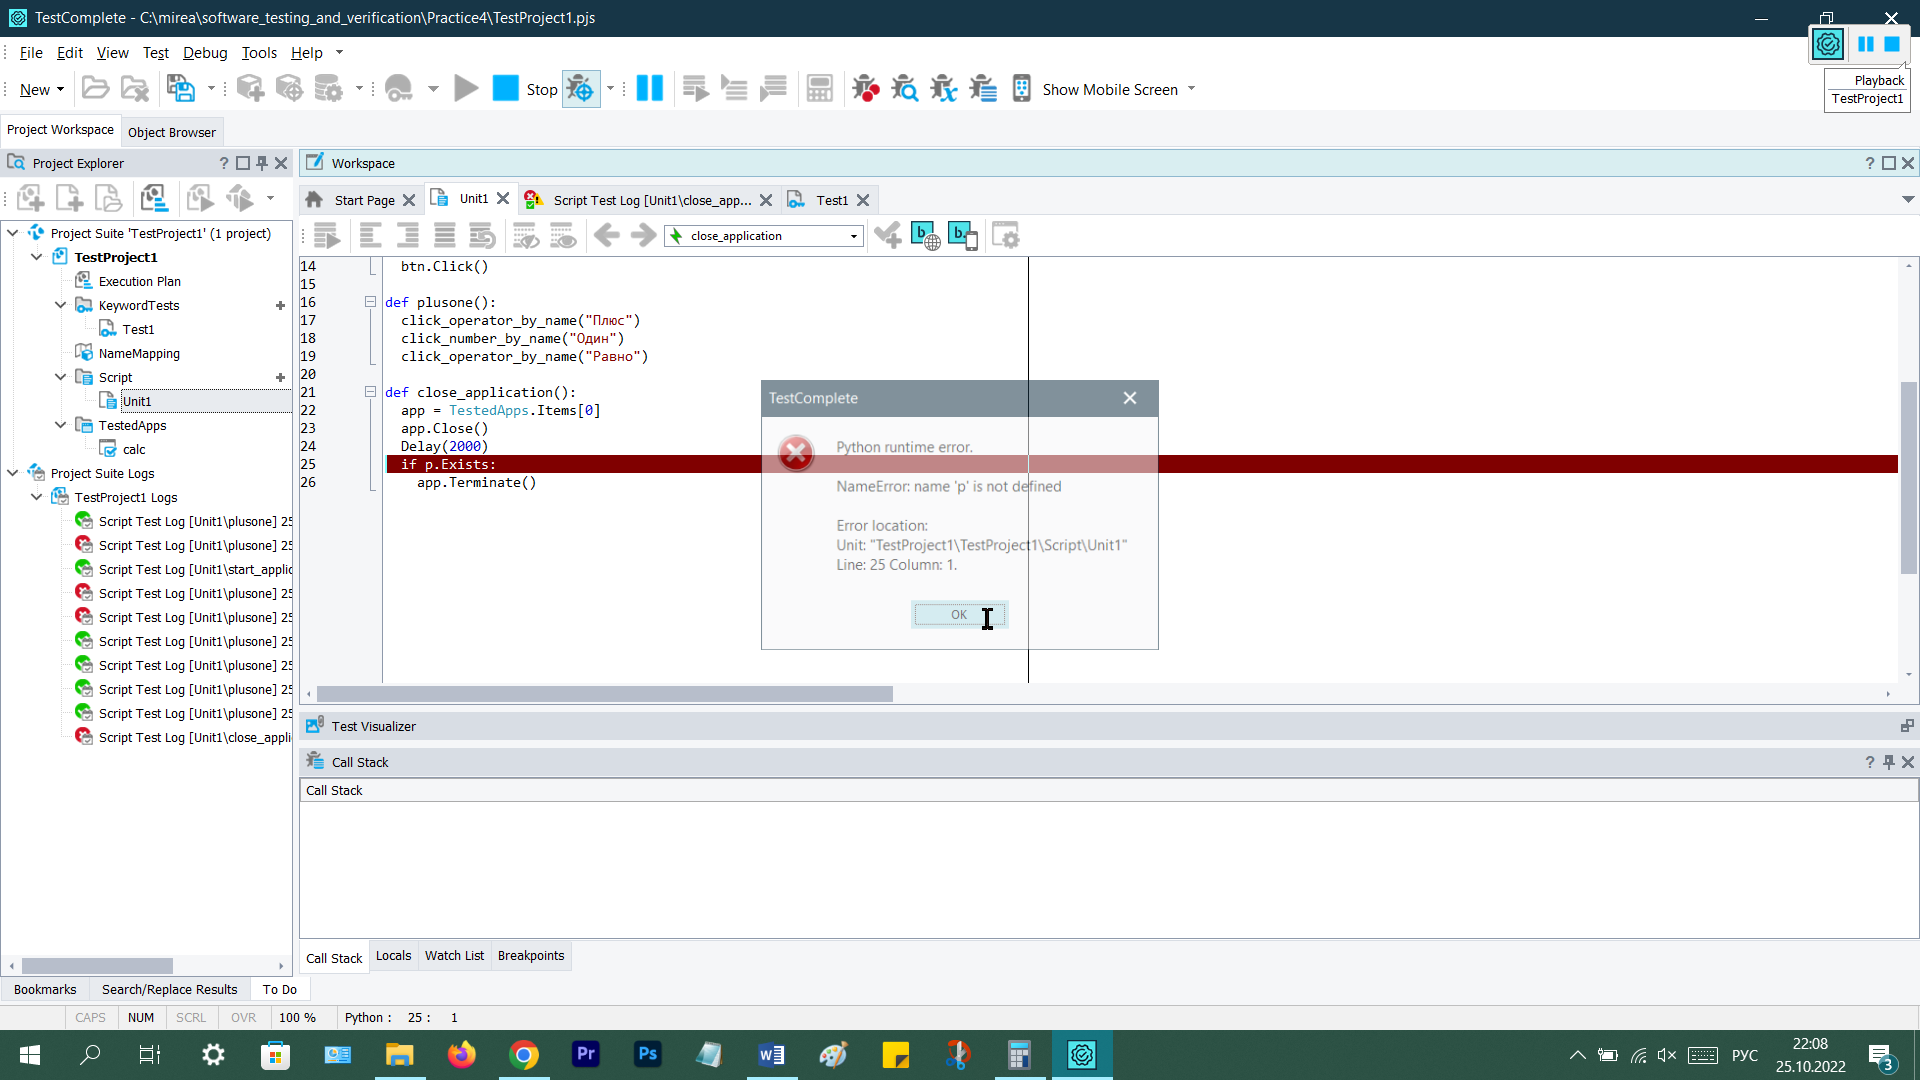 TestComplete - C:\mirea\software_testing_and_verification\Practice4\TestProject1.pjs
File Edit View Test Debug Tools Help
New Stop Show Mobile Screen
Playback
TestProject1
Project Workspace Object Browser
Project Explorer
Workspace
Start Page Unit1 Script Test Log [Unit1\close_app... Test1
close_application
Project Suite 'TestProject1' (1 project)
TestProject1
Execution Plan
KeywordTests
Test1
NameMapping
Script
Unit1
TestedApps
calc
Project Suite Logs
TestProject1 Logs
Script Test Log [Unit1\plusone] 25
Script Test Log [Unit1\plusone] 25
Script Test Log [Unit1\start_applic
Script Test Log [Unit1\plusone] 25
Script Test Log [Unit1\plusone] 25
Script Test Log [Unit1\plusone] 25
Script Test Log [Unit1\plusone] 25
Script Test Log [Unit1\plusone] 25
Script Test Log [Unit1\plusone] 25
Script Test Log [Unit1\close_appli
14 btn.Click()
15
16 def plusone():
17 click_operator_by_name("Плюс")
18 click_number_by_name("Один")
19 click_operator_by_name("Равно")
20
21 def close_application():
22 app = TestedApps.Items[0]
23 app.Close()
24 Delay(2000)
25 if p.Exists:
26 app.Terminate()
TestComplete
Python runtime error.
NameError: name 'p' is not defined
Error location:
Unit: "TestProject1\TestProject1\Script\Unit1"
Line: 25 Column: 1.
OK
Test Visualizer
Call Stack
Call Stack
Call Stack Locals Watch List Breakpoints
Bookmarks Search/Replace Results To Do
CAPS NUM SCRL OVR 100 % Python : 25 : 1
Pr Ps РУС
22:08
25.10.2022
3